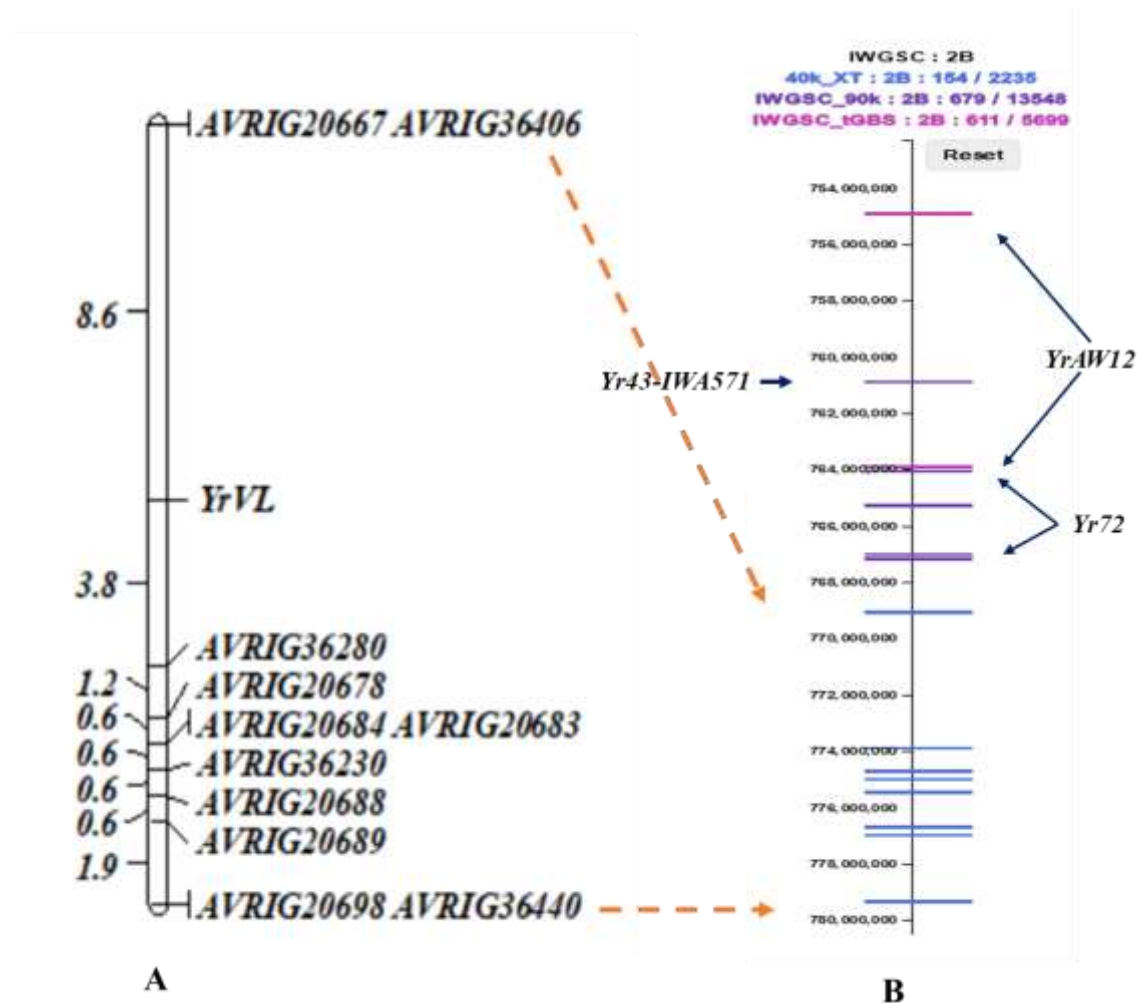 AVRIG20667 AVRIG36406
8.6
YrVL
3.8
AVRIG36280
1.2
AVRIG20678
0.6
AVRIG20684 AVRIG20683
0.6
AVRIG36230
0.6
AVRIG20688
0.6
AVRIG20689
1.9
AVRIG20698 AVRIG36440
A
IWGSC : 2B
40k_XT : 2B : 154 / 2235
IWGSC_90k : 2B : 679 / 13548
IWGSC_tGBS : 2B : 611 / 5699
Reset
754,000,000
756,000,000
758,000,000
760,000,000
YrAW12
Yr43-IWA571
762,000,000
764,000,000
766,000,000
Yr72
768,000,000
770,000,000
772,000,000
774,000,000
776,000,000
778,000,000
780,000,000
B